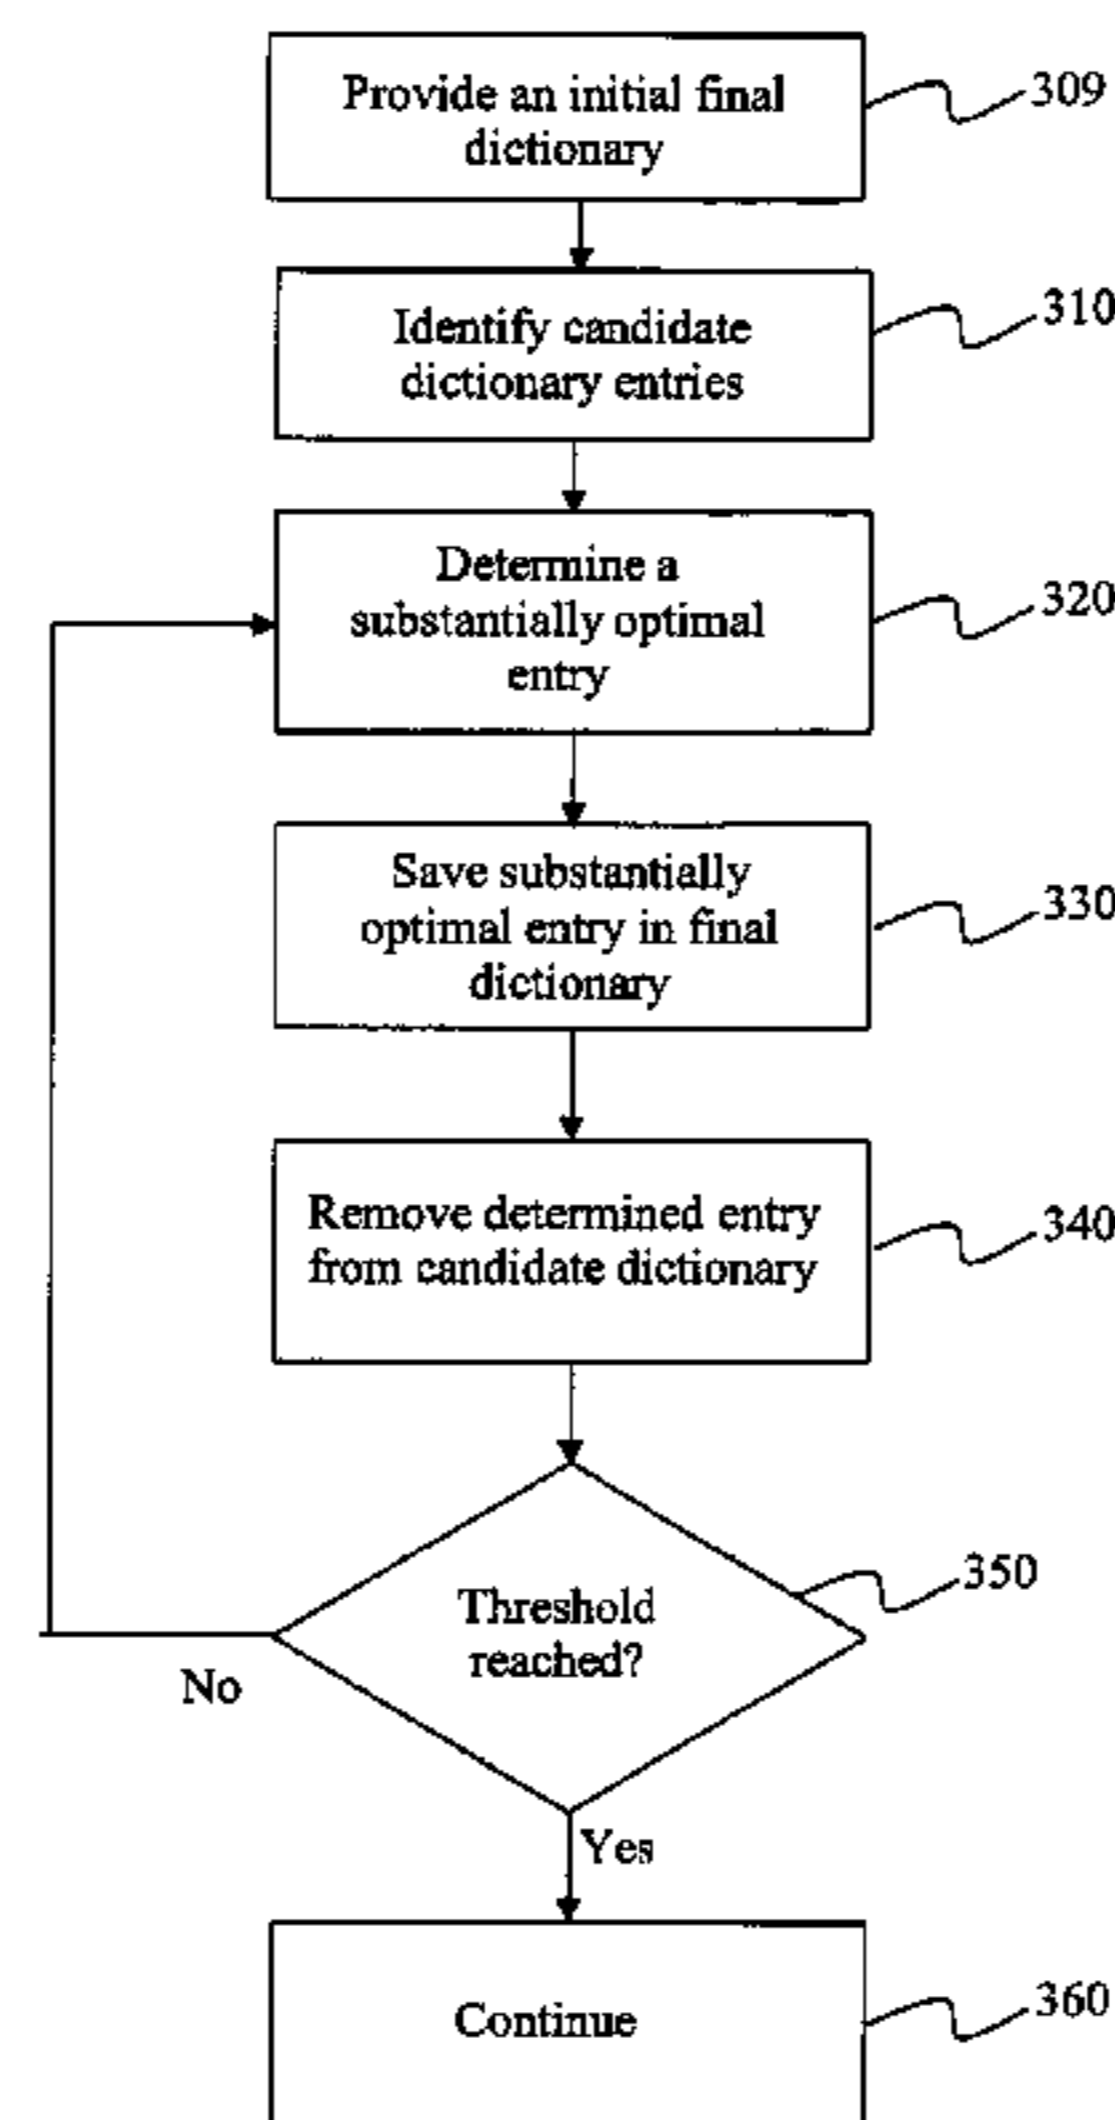 Provide an initial final
dictionary
309
Identify candidate
dictionary entries
310
Determine a
substantially optimal
entry
320
Save substantially
optimal entry in final
dictionary
330
Remove determined entry
from candidate dictionary
340
Threshold
reached?
350
No
Yes
Continue
360